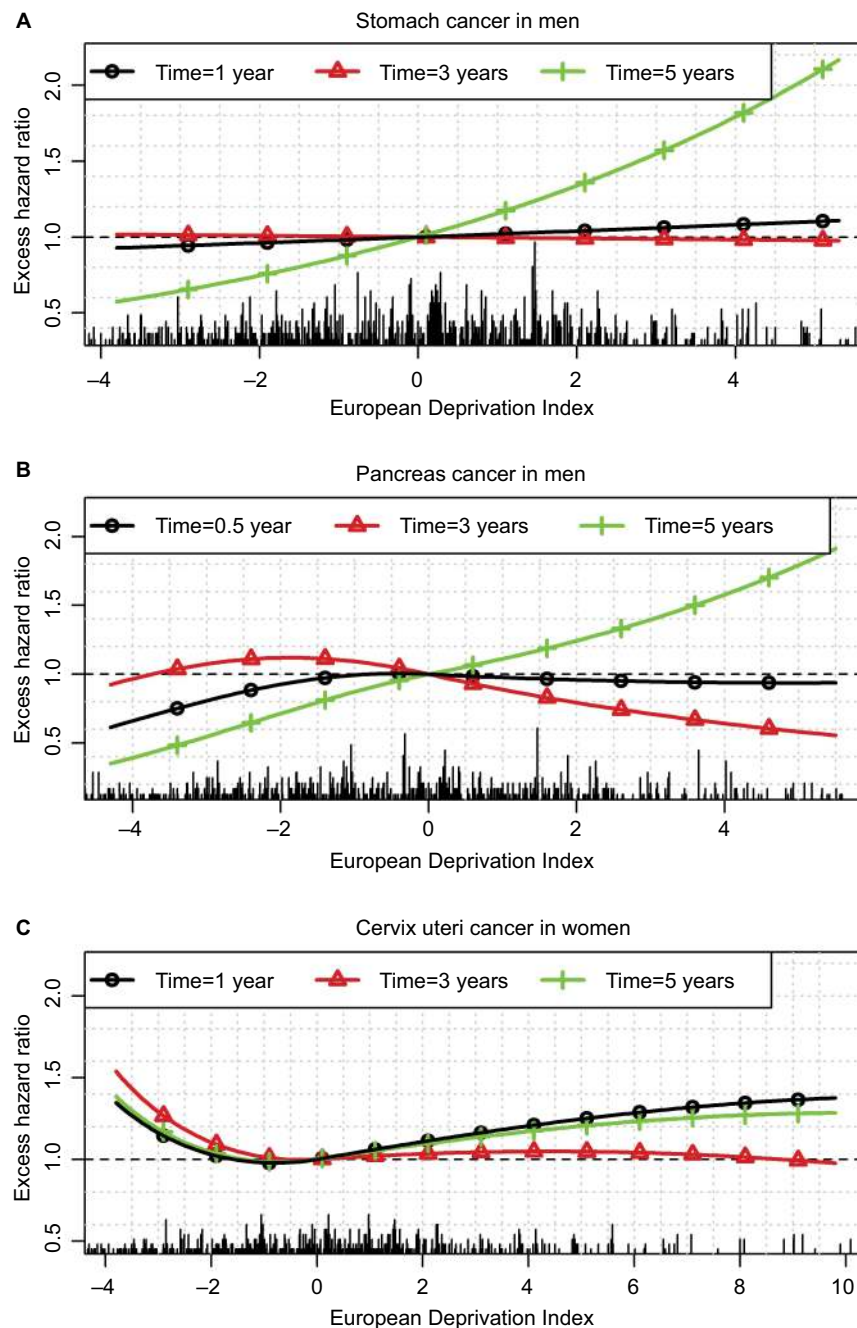 A
Stomach cancer in men
Time=1 year Time=3 years Time=5 years
Excess hazard ratio
2.0
1.5
1.0
0.5
–4 –2 0 2 4
European Deprivation Index
B
Pancreas cancer in men
Time=0.5 year Time=3 years Time=5 years
Excess hazard ratio
2.0
1.5
1.0
0.5
–4 –2 0 2 4
European Deprivation Index
C
Cervix uteri cancer in women
Time=1 year Time=3 years Time=5 years
Excess hazard ratio
2.0
1.5
1.0
0.5
–4 –2 0 2 4 6 8 10
European Deprivation Index